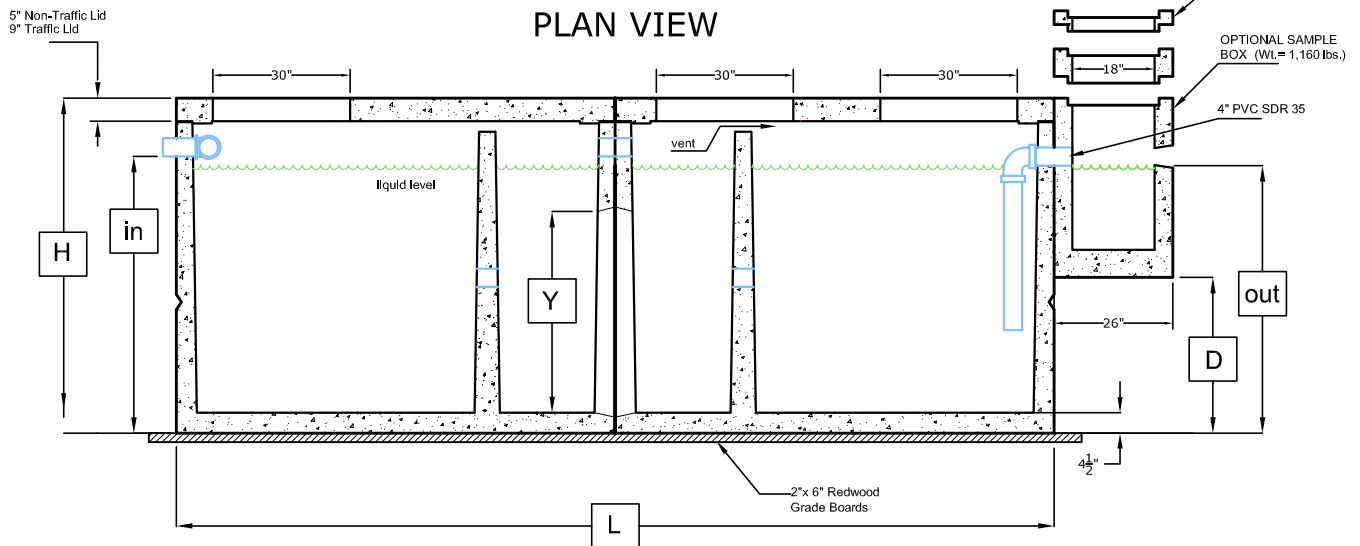 PLAN VIEW
5" Non-Traffic Lid
9" Traffic Lid
OPTIONAL SAMPLE
BOX (Wt.= 1,160 lbs.)
30"
30"
30"
18"
4" PVC SDR 35
vent
liquid level
in
H
Y
out
26"
D
4½"
2"x 6" Redwood
Grade Boards
L